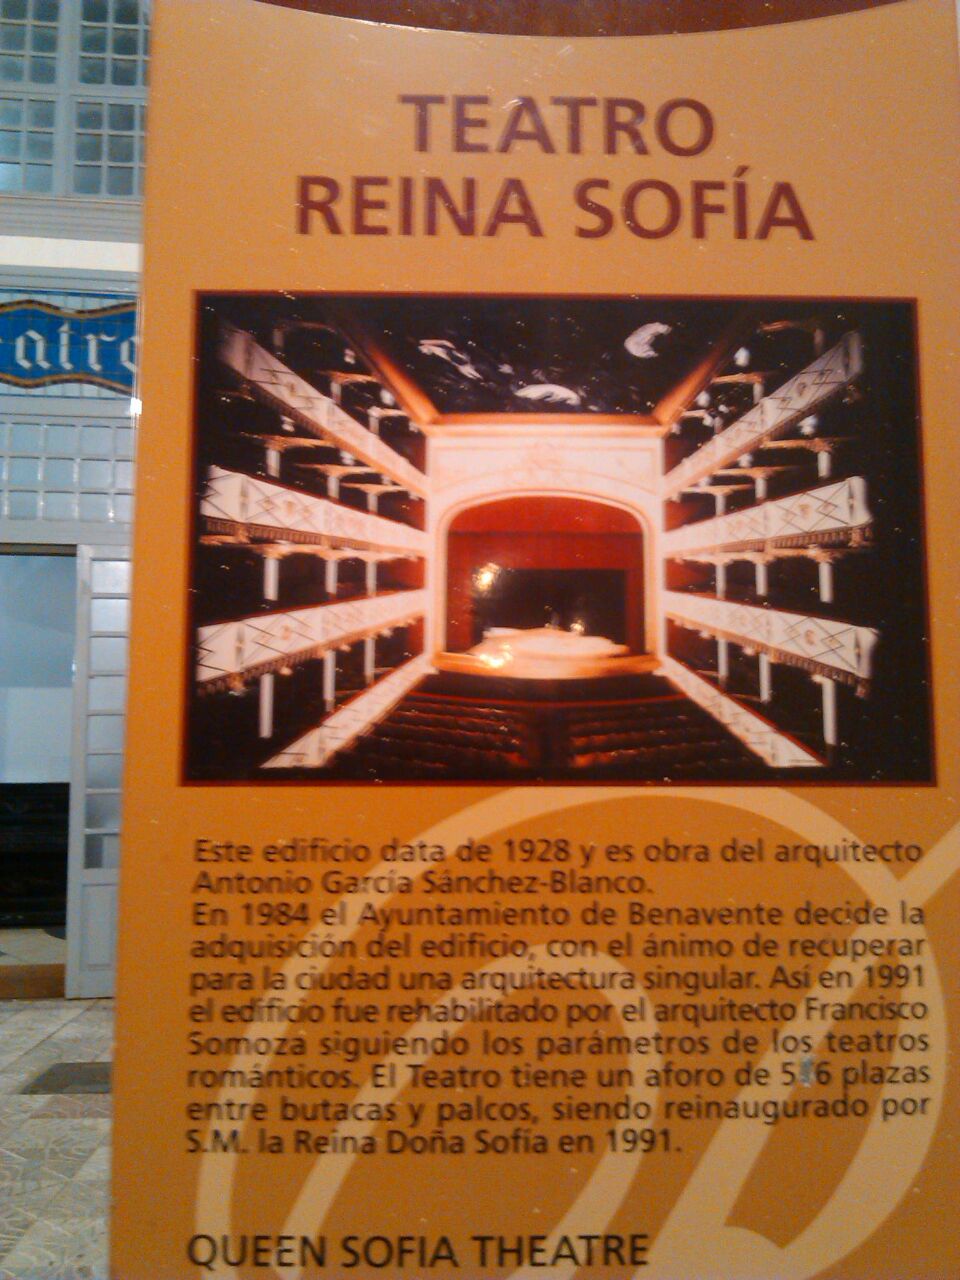 TEATRO
REINA SOFÍA
Este edificio data de 1928 y es obra del arquitecto
Antonio García Sánchez-Blanco.
En 1984 el Ayuntamiento de Benavente decide la
adquisición del edificio, con el ánimo de recuperar
para la ciudad una arquitectura singular. Así en 1991
el edificio fue rehabilitado por el arquitecto Francisco
Somoza siguiendo los parámetros de los teatros
románticos. El Teatro tiene un aforo de plazas
entre butacas y palcos, siendo reinaugurado por
S.M. la Reina Doña Sofía en 1991.
QUEEN SOFIA THEATRE